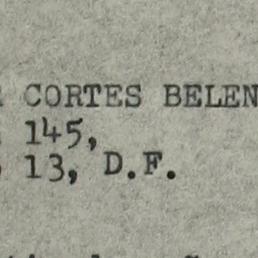 CORTES BELEN
145,
13, D.F.